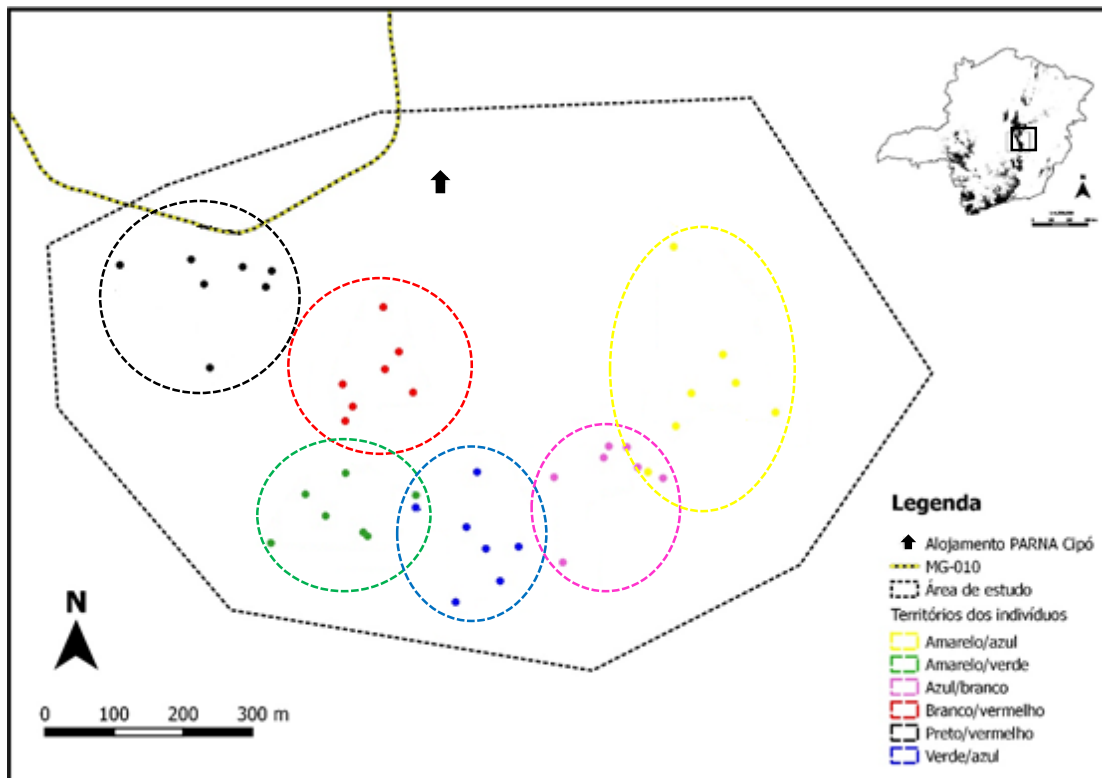 N
0 100 200 300 m
Legenda
Alojamento PARNA Cipó
MG-010
Área de estudo
Territórios dos indivíduos
Amarelo/azul
Amarelo/verde
Azul/branco
Branco/vermelho
Preto/vermelho
Verde/azul